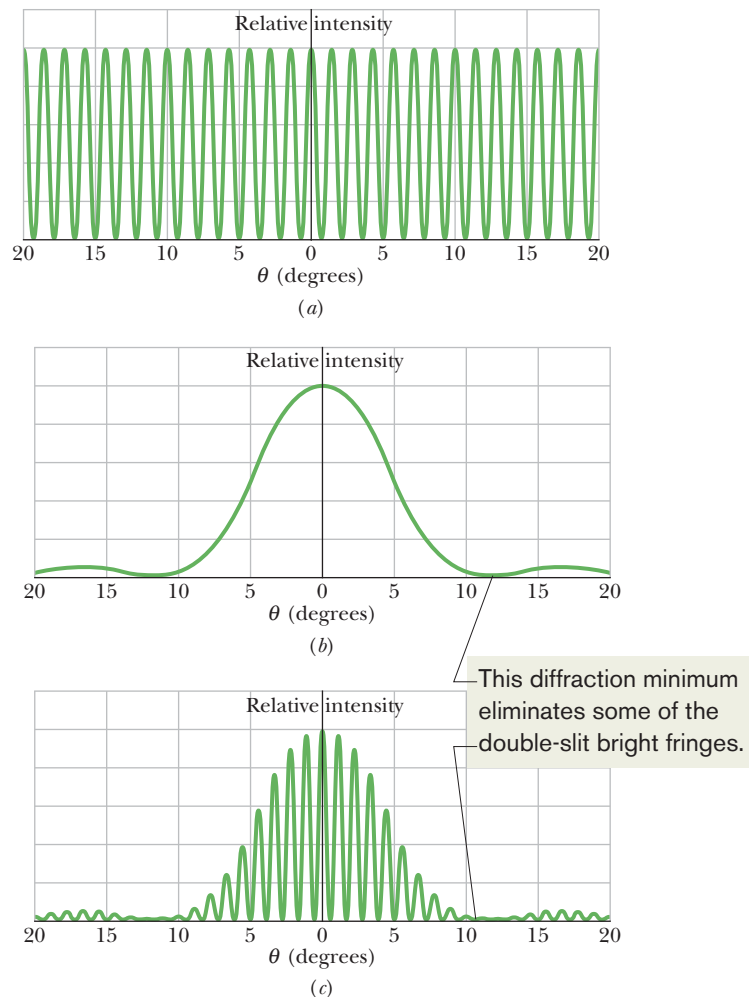 Relative intensity
20 15 10 5 0 5 10 15 20
θ (degrees)
(a)
Relative intensity
20 15 10 5 0 5 10 15 20
θ (degrees)
(b)
This diffraction minimum
eliminates some of the
double-slit bright fringes.
Relative intensity
20 15 10 5 0 5 10 15 20
θ (degrees)
(c)